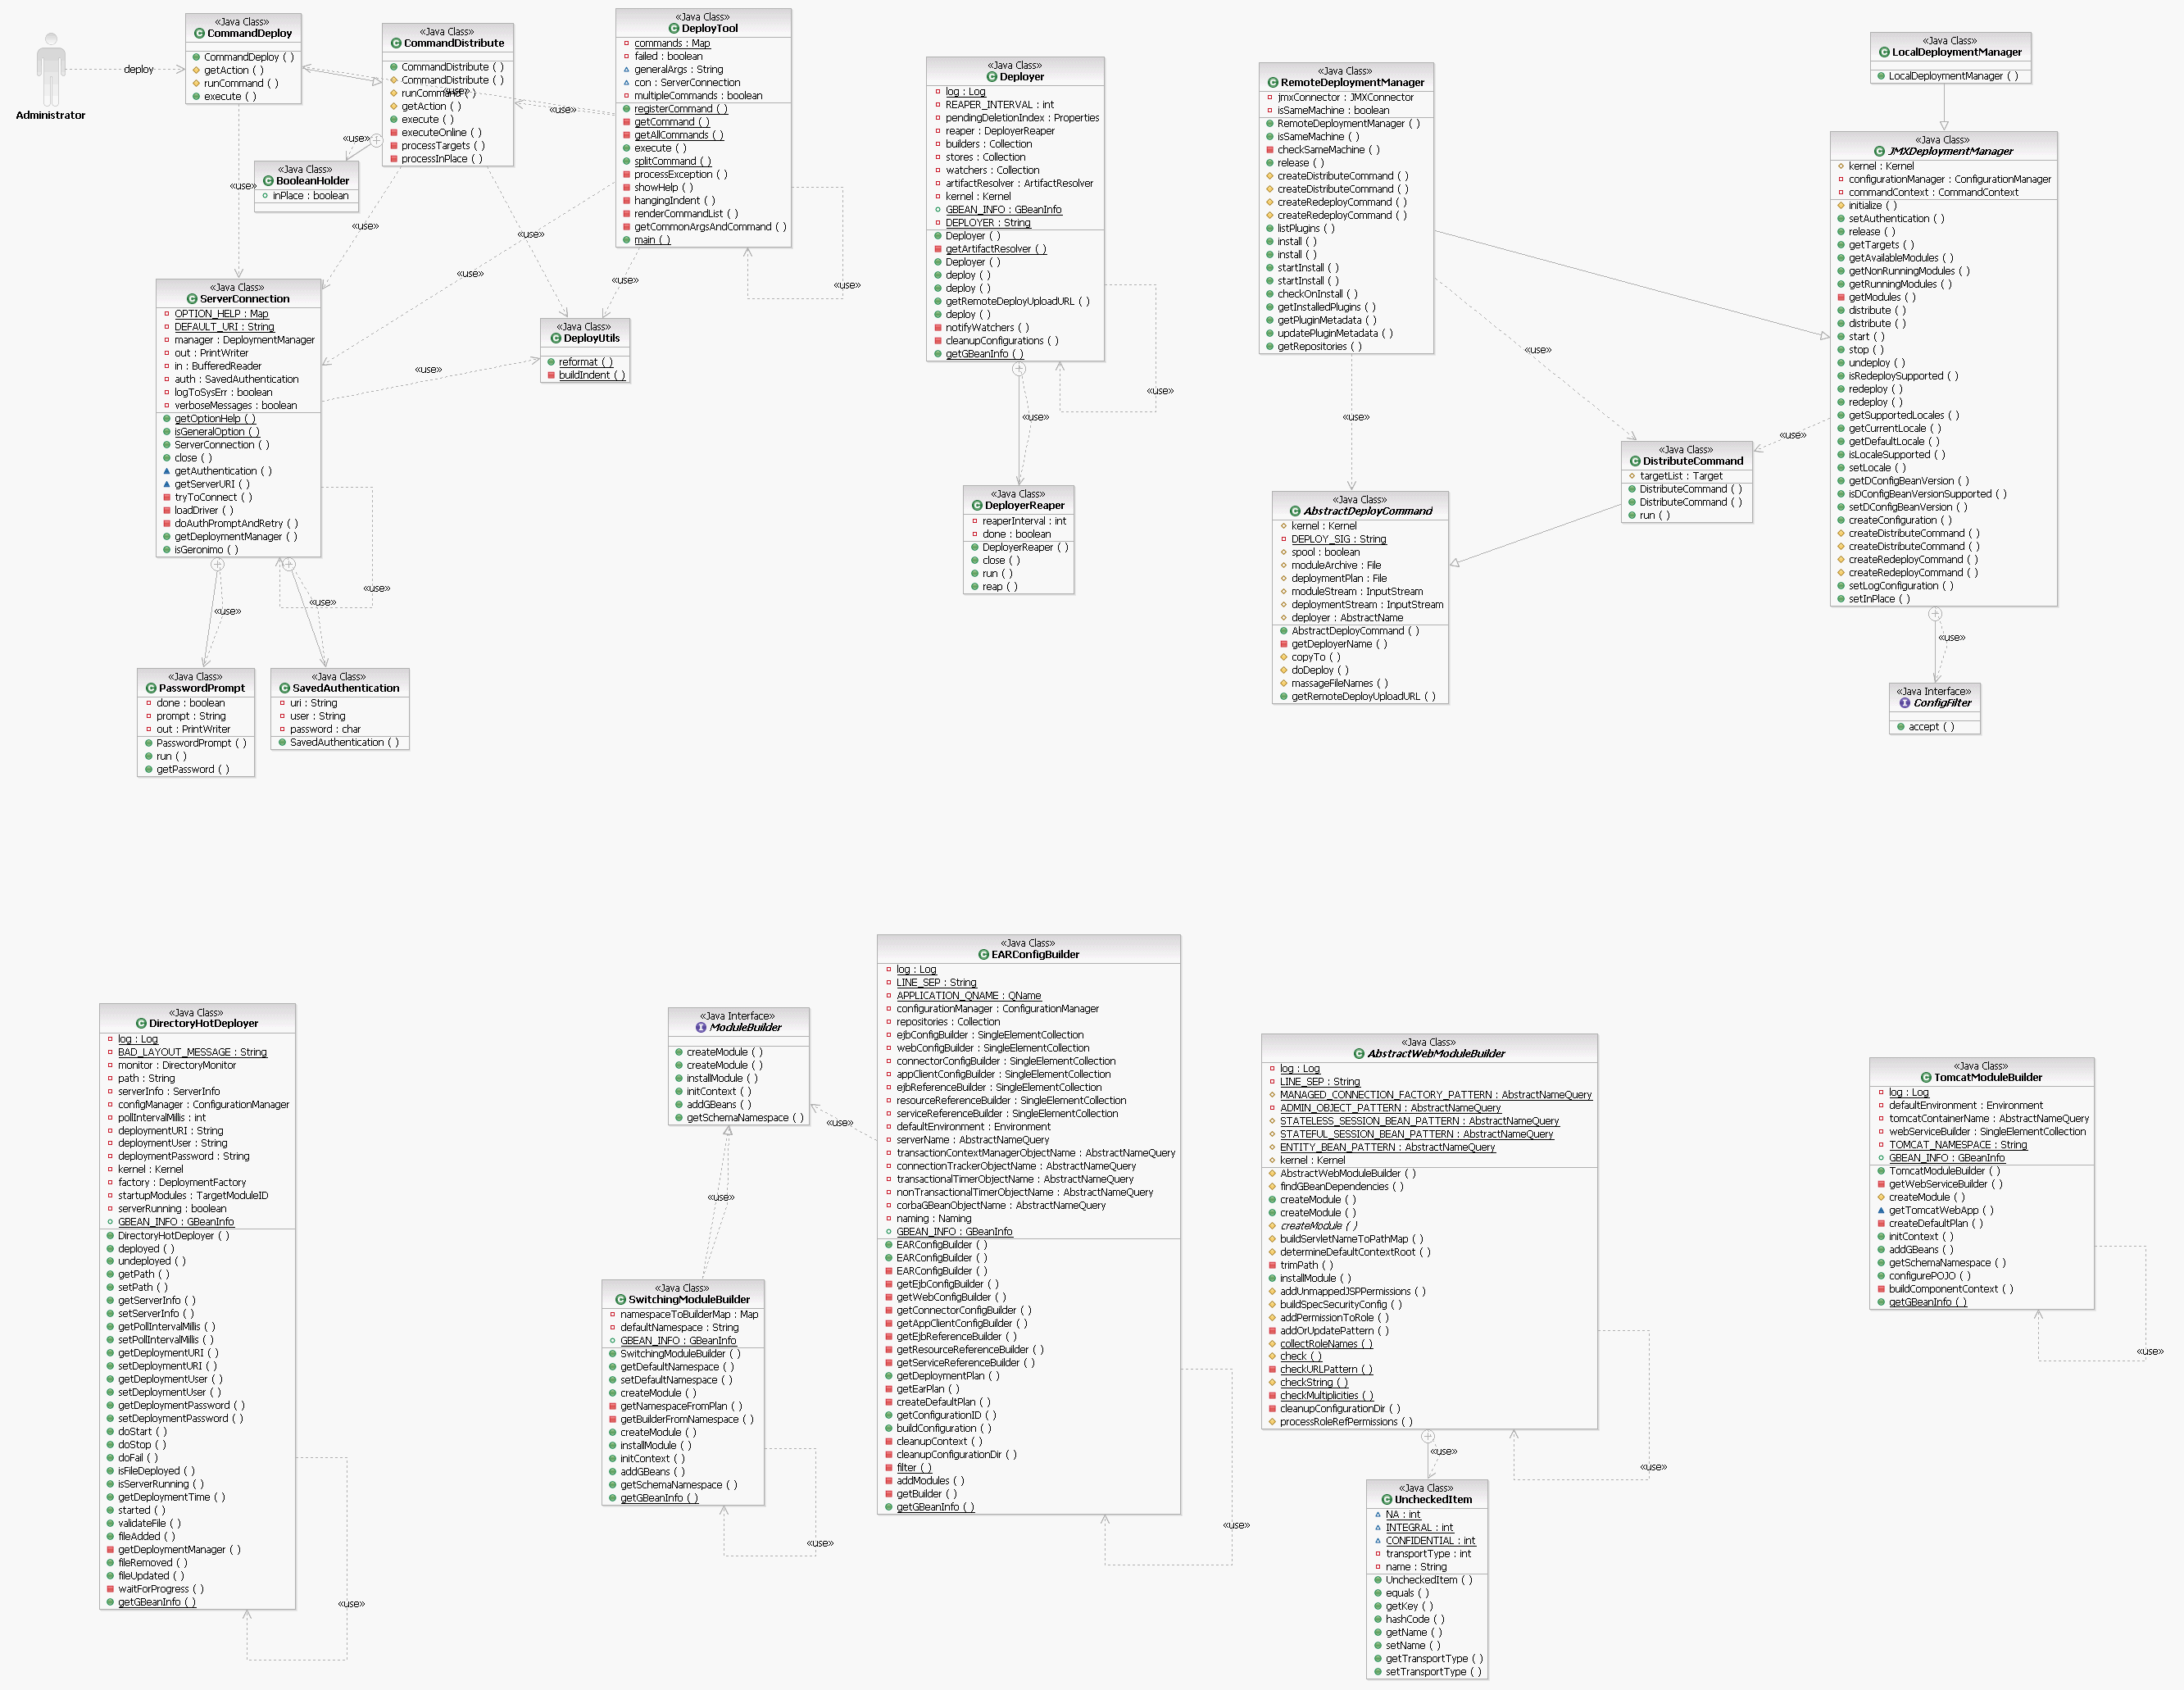 Administrator
deploy
«Java Class»
CommandDeploy
CommandDeploy ( )
getAction ( )
runCommand ( )
execute ( )
«Java Class»
CommandDistribute
CommandDistribute ( )
CommandDistribute ( )
runCommand ( )
getAction ( )
execute ( )
executeOnline ( )
processTargets ( )
processInPlace ( )
«use»
«use»
«use»
«Java Class»
BooleanHolder
inPlace : boolean
«Java Class»
DeployTool
commands : Map
failed : boolean
generalArgs : String
con : ServerConnection
multipleCommands : boolean
registerCommand ( )
getCommand ( )
getAllCommands ( )
execute ( )
splitCommand ( )
processException ( )
showHelp ( )
hangingIndent ( )
renderCommandList ( )
getCommonArgsAndCommand ( )
main ( )
«use»
«use»
«use»
«use»
«use»
«use»
«use»
«Java Class»
ServerConnection
OPTION_HELP : Map
DEFAULT_URI : String
manager : DeploymentManager
out : PrintWriter
in : BufferedReader
auth : SavedAuthentication
logToSysErr : boolean
verboseMessages : boolean
getOptionHelp ( )
isGeneralOption ( )
ServerConnection ( )
close ( )
getAuthentication ( )
getServerURI ( )
tryToConnect ( )
loadDriver ( )
doAuthPromptAndRetry ( )
getDeploymentManager ( )
isGeronimo ( )
«use»
«use»
«use»
«Java Class»
DeployUtils
reformat ( )
buildIndent ( )
«Java Class»
PasswordPrompt
done : boolean
prompt : String
out : PrintWriter
PasswordPrompt ( )
run ( )
getPassword ( )
«Java Class»
SavedAuthentication
uri : String
user : String
password : char
SavedAuthentication ( )
«Java Class»
Deployer
log : Log
REAPER_INTERVAL : int
pendingDeletionIndex : Properties
reaper : DeployerReaper
builders : Collection
stores : Collection
watchers : Collection
artifactResolver : ArtifactResolver
kernel : Kernel
GBEAN_INFO : GBeanInfo
DEPLOYER : String
Deployer ( )
getArtifactResolver ( )
Deployer ( )
deploy ( )
deploy ( )
getRemoteDeployUploadURL ( )
deploy ( )
notifyWatchers ( )
cleanupConfigurations ( )
getGBeanInfo ( )
«use»
«use»
«Java Class»
DeployerReaper
reaperInterval : int
done : boolean
DeployerReaper ( )
close ( )
run ( )
reap ( )
«Java Class»
RemoteDeploymentManager
jmxConnector : JMXConnector
isSameMachine : boolean
RemoteDeploymentManager ( )
isSameMachine ( )
checkSameMachine ( )
release ( )
createDistributeCommand ( )
createDistributeCommand ( )
createRedeployCommand ( )
createRedeployCommand ( )
listPlugins ( )
install ( )
install ( )
startInstall ( )
startInstall ( )
checkOnInstall ( )
getInstalledPlugins ( )
getPluginMetadata ( )
updatePluginMetadata ( )
getRepositories ( )
«use»
«use»
«use»
«Java Class»
AbstractDeployCommand
kernel : Kernel
DEPLOY_SIG : String
spool : boolean
moduleArchive : File
deploymentPlan : File
moduleStream : InputStream
deploymentStream : InputStream
deployer : AbstractName
AbstractDeployCommand ( )
getDeployerName ( )
copyTo ( )
doDeploy ( )
massageFileNames ( )
getRemoteDeployUploadURL ( )
«Java Class»
DistributeCommand
targetList : Target
DistributeCommand ( )
DistributeCommand ( )
run ( )
«Java Class»
LocalDeploymentManager
LocalDeploymentManager ( )
«Java Class»
JMXDeploymentManager
kernel : Kernel
configurationManager : ConfigurationManager
commandContext : CommandContext
initialize ( )
setAuthentication ( )
release ( )
getTargets ( )
getAvailableModules ( )
getNonRunningModules ( )
getRunningModules ( )
getModules ( )
distribute ( )
distribute ( )
start ( )
stop ( )
undeploy ( )
isRedeploySupported ( )
redeploy ( )
redeploy ( )
getSupportedLocales ( )
getCurrentLocale ( )
getDefaultLocale ( )
isLocaleSupported ( )
setLocale ( )
getDConfigBeanVersion ( )
isDConfigBeanVersionSupported ( )
setDConfigBeanVersion ( )
createConfiguration ( )
createDistributeCommand ( )
createDistributeCommand ( )
createRedeployCommand ( )
createRedeployCommand ( )
setLogConfiguration ( )
setInPlace ( )
«use»
«Java Interface»
ConfigFilter
accept ( )
«Java Class»
DirectoryHotDeployer
log : Log
BAD_LAYOUT_MESSAGE : String
monitor : DirectoryMonitor
path : String
serverInfo : ServerInfo
configManager : ConfigurationManager
pollIntervalMillis : int
deploymentURI : String
deploymentUser : String
deploymentPassword : String
kernel : Kernel
factory : DeploymentFactory
startupModules : TargetModuleID
serverRunning : boolean
GBEAN_INFO : GBeanInfo
DirectoryHotDeployer ( )
deployed ( )
undeployed ( )
getPath ( )
setPath ( )
getServerInfo ( )
setServerInfo ( )
getPollIntervalMillis ( )
setPollIntervalMillis ( )
getDeploymentURI ( )
setDeploymentURI ( )
getDeploymentUser ( )
setDeploymentUser ( )
getDeploymentPassword ( )
setDeploymentPassword ( )
doStart ( )
doStop ( )
doFail ( )
isFileDeployed ( )
isServerRunning ( )
getDeploymentTime ( )
started ( )
validateFile ( )
fileAdded ( )
getDeploymentManager ( )
fileRemoved ( )
fileUpdated ( )
waitForProgress ( )
getGBeanInfo ( )
«use»
«Java Interface»
ModuleBuilder
createModule ( )
createModule ( )
installModule ( )
initContext ( )
addGBeans ( )
getSchemaNamespace ( )
«use»
«use»
«Java Class»
SwitchingModuleBuilder
namespaceToBuilderMap : Map
defaultNamespace : String
GBEAN_INFO : GBeanInfo
SwitchingModuleBuilder ( )
getDefaultNamespace ( )
setDefaultNamespace ( )
createModule ( )
getNamespaceFromPlan ( )
getBuilderFromNamespace ( )
createModule ( )
installModule ( )
initContext ( )
addGBeans ( )
getSchemaNamespace ( )
getGBeanInfo ( )
«use»
«Java Class»
EARConfigBuilder
log : Log
LINE_SEP : String
APPLICATION_QNAME : QName
configurationManager : ConfigurationManager
repositories : Collection
ejbConfigBuilder : SingleElementCollection
webConfigBuilder : SingleElementCollection
connectorConfigBuilder : SingleElementCollection
appClientConfigBuilder : SingleElementCollection
ejbReferenceBuilder : SingleElementCollection
resourceReferenceBuilder : SingleElementCollection
serviceReferenceBuilder : SingleElementCollection
defaultEnvironment : Environment
serverName : AbstractNameQuery
transactionContextManagerObjectName : AbstractNameQuery
connectionTrackerObjectName : AbstractNameQuery
transactionalTimerObjectName : AbstractNameQuery
nonTransactionalTimerObjectName : AbstractNameQuery
corbaGBeanObjectName : AbstractNameQuery
naming : Naming
GBEAN_INFO : GBeanInfo
EARConfigBuilder ( )
EARConfigBuilder ( )
EARConfigBuilder ( )
getEjbConfigBuilder ( )
getWebConfigBuilder ( )
getConnectorConfigBuilder ( )
getAppClientConfigBuilder ( )
getEjbReferenceBuilder ( )
getResourceReferenceBuilder ( )
getServiceReferenceBuilder ( )
getDeploymentPlan ( )
getEarPlan ( )
createDefaultPlan ( )
getConfigurationID ( )
buildConfiguration ( )
cleanupContext ( )
cleanupConfigurationDir ( )
filter ( )
addModules ( )
getBuilder ( )
getGBeanInfo ( )
«use»
«Java Class»
AbstractWebModuleBuilder
log : Log
LINE_SEP : String
MANAGED_CONNECTION_FACTORY_PATTERN : AbstractNameQuery
ADMIN_OBJECT_PATTERN : AbstractNameQuery
STATELESS_SESSION_BEAN_PATTERN : AbstractNameQuery
STATEFUL_SESSION_BEAN_PATTERN : AbstractNameQuery
ENTITY_BEAN_PATTERN : AbstractNameQuery
kernel : Kernel
AbstractWebModuleBuilder ( )
findGBeanDependencies ( )
createModule ( )
createModule ( )
createModule ( )
buildServletNameToPathMap ( )
determineDefaultContextRoot ( )
trimPath ( )
installModule ( )
addUnmappedJSPPermissions ( )
buildSpecSecurityConfig ( )
addPermissionToRole ( )
addOrUpdatePattern ( )
collectRoleNames ( )
check ( )
checkURLPattern ( )
checkString ( )
checkMultiplicities ( )
cleanupConfigurationDir ( )
processRoleRefPermissions ( )
«use»
«use»
«Java Class»
UncheckedItem
NA : int
INTEGRAL : int
CONFIDENTIAL : int
transportType : int
name : String
UncheckedItem ( )
equals ( )
getKey ( )
hashCode ( )
getName ( )
setName ( )
getTransportType ( )
setTransportType ( )
«Java Class»
TomcatModuleBuilder
log : Log
defaultEnvironment : Environment
tomcatContainerName : AbstractNameQuery
webServiceBuilder : SingleElementCollection
TOMCAT_NAMESPACE : String
GBEAN_INFO : GBeanInfo
TomcatModuleBuilder ( )
getWebServiceBuilder ( )
createModule ( )
getTomcatWebApp ( )
createDefaultPlan ( )
initContext ( )
addGBeans ( )
getSchemaNamespace ( )
configurePOJO ( )
buildComponentContext ( )
getGBeanInfo ( )
«use»